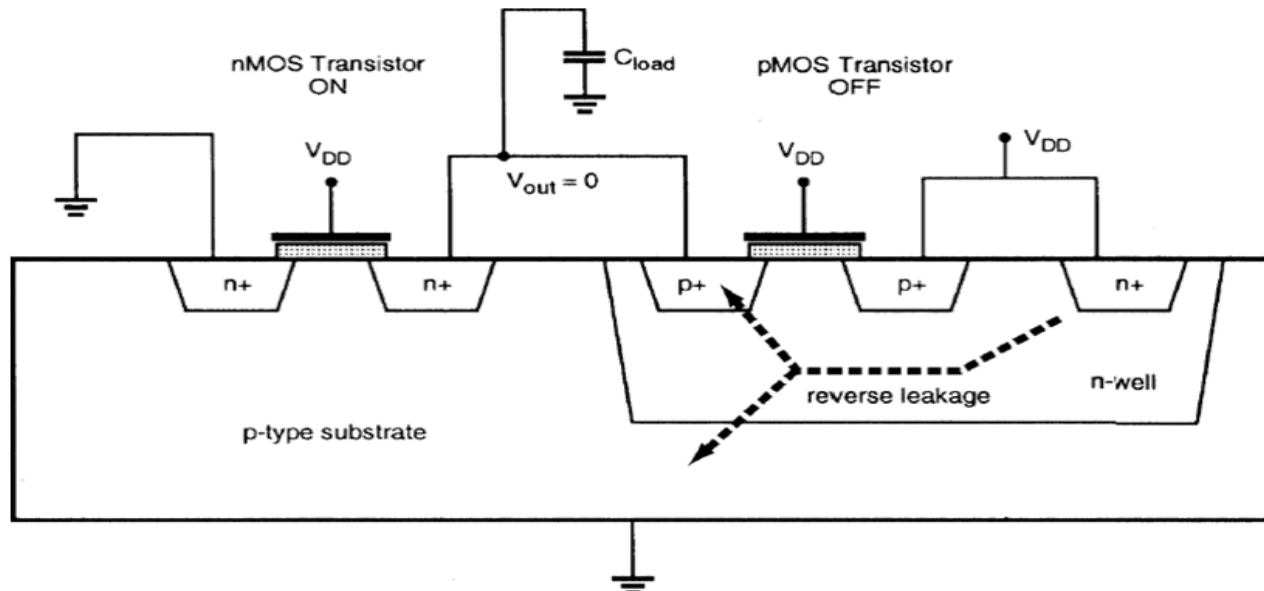 nMOS Transistor
ON
Cload
pMOS Transistor
OFF
VDD
Vout = 0
VDD
VDD
n+
n+
p+
p+
n+
reverse leakage
n-well
p-type substrate